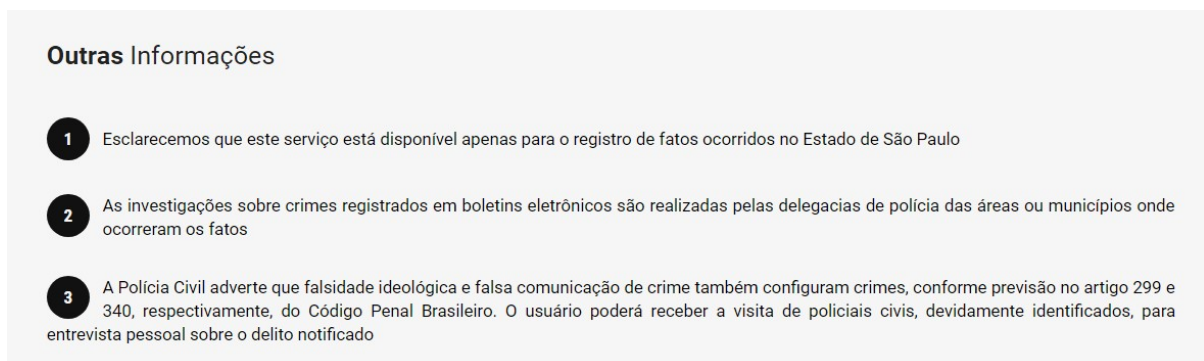 Outras Informações
1 Esclarecemos que este serviço está disponível apenas para o registro de fatos ocorridos no Estado de São Paulo
2 As investigações sobre crimes registrados em boletins eletrônicos são realizadas pelas delegacias de polícia das áreas ou municípios onde
ocorreram os fatos
3 A Polícia Civil adverte que falsidade ideológica e falsa comunicação de crime também configuram crimes, conforme previsão no artigo 299 e
340, respectivamente, do Código Penal Brasileiro. O usuário poderá receber a visita de policiais civis, devidamente identificados, para
entrevista pessoal sobre o delito notificado